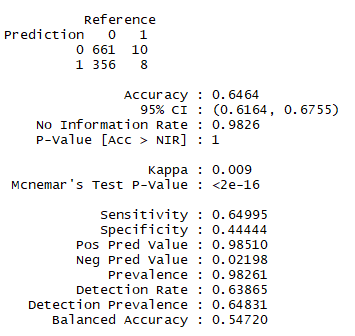 Reference
Prediction 0 1
0 661 10
1 356 8
Accuracy : 0.6464
95% CI : (0.6164, 0.6755)
No Information Rate : 0.9826
P-Value [Acc > NIR] : 1
Kappa : 0.009
Mcnemar's Test P-Value : <2e-16
Sensitivity : 0.64995
Specificity : 0.44444
Pos Pred Value : 0.98510
Neg Pred Value : 0.02198
Prevalence : 0.98261
Detection Rate : 0.63865
Detection Prevalence : 0.64831
Balanced Accuracy : 0.54720